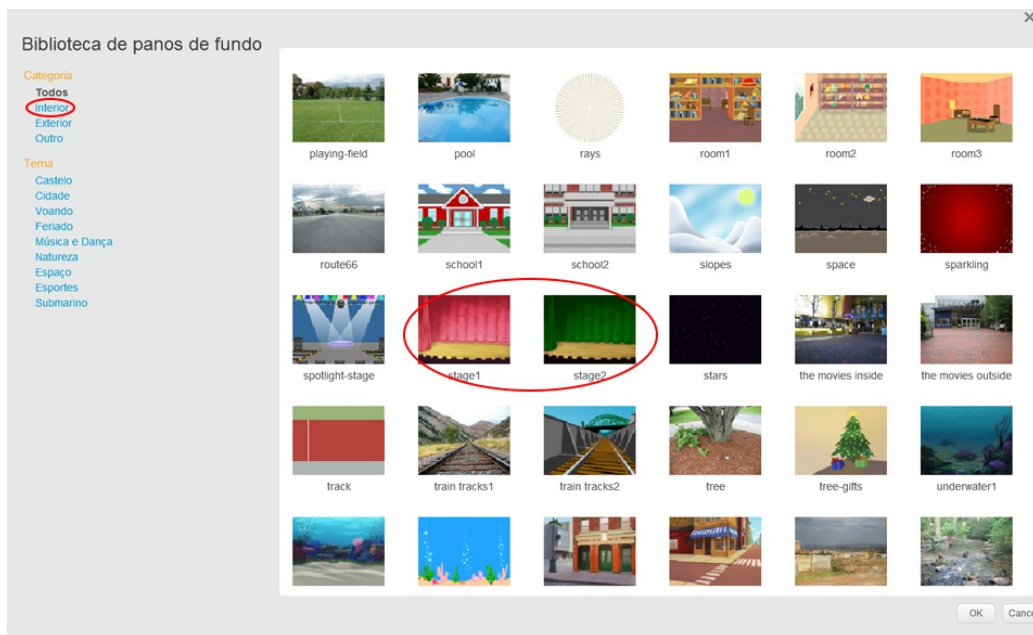 Biblioteca de panos de fundo
Categoria
Todos
Interior
Exterior
Outro
Tema
Castelo
Cidade
Voando
Feriado
Música e Dança
Natureza
Espaço
Esportes
Submarino
playing-field pool rays room1 room2 room3
route66 school1 school2 slopes space sparkling
spotlight-stage stage1 stage2 stars the movies inside the movies outside
track train tracks1 train tracks2 tree tree-gifts underwater1
OK Cance